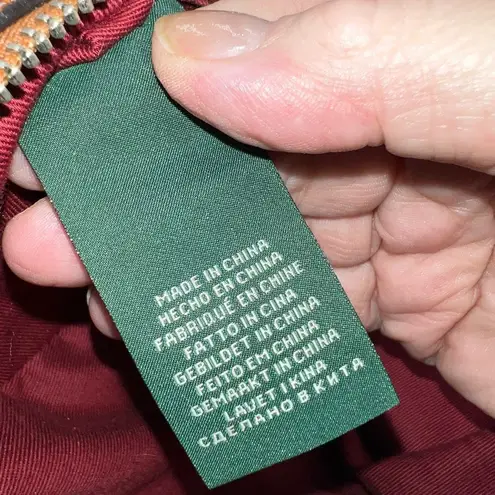 MADE IN CHINA
HECHO EN CHINA
FABRIQUÉ EN CHINE
FATTO IN CINA
GEBILDET IN CHINA
FEITO EM CHINA
GEMAAKT IN CHINA
LAVET I KINA
СДЕЛАНО В КИТА